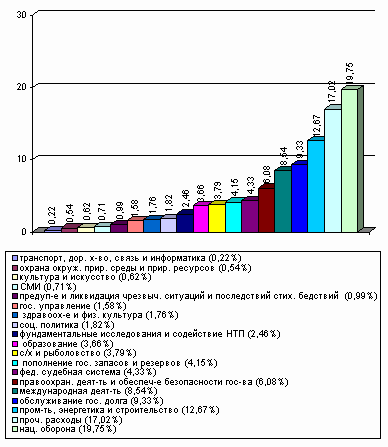 30
20
10
0
0,22
0,54
0,62
0,71
0,99
1,58
1,76
1,82
2,46
3,66
3,79
4,15
4,33
6,08
8,54
9,33
12,67
17,02
19,75
транспорт, дор. х-во, связь и информатика (0,22%)
охрана окруж. прир. среды и прир. ресурсов (0,54%)
культура и искусство (0,62%)
СМИ (0,71%)
предуп-е и ликвидация чрезвыч. ситуаций и последствий стих. бедствий (0,99%)
гос. управление (1,58%)
здравоох-е и физ. культура (1,76%)
соц. политика (1,82%)
фундаментальные исследования и содействие НТП (2,46%)
образование (3,66%)
с/х и рыболовство (3,79%)
пополнение гос. запасов и резервов (4,15%)
фед. судебная система (4,33%)
правоохран. деят-ть и обеспеч-е безопасности гос-ва (6,08%)
международная деят-ть (8,54%)
обслуживание гос. долга (9,33%)
пром-ть, энергетика и строительство (12,67%)
проч. расходы (17,02%)
нац. оборона (19,75%)